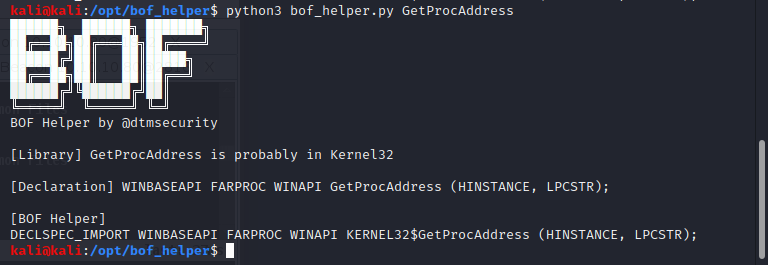 kali@kali:/opt/bof_helper$ python3 bof_helper.py GetProcAddress
BOF
BOF Helper by @dtmsecurity
[Library] GetProcAddress is probably in Kernel32
[Declaration] WINBASEAPI FARPROC WINAPI GetProcAddress (HINSTANCE, LPCSTR);
[BOF Helper]
DECLSPEC_IMPORT WINBASEAPI FARPROC WINAPI KERNEL32$GetProcAddress (HINSTANCE, LPCSTR);
kali@kali:/opt/bof_helper$